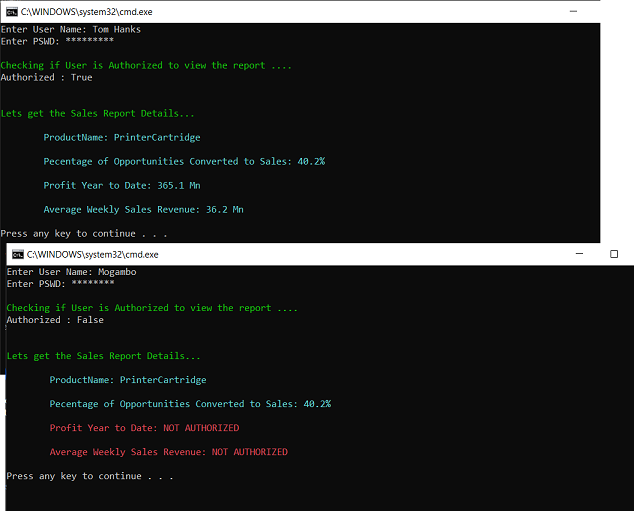 C:\WINDOWS\system32\cmd.exe
Enter User Name: Tom Hanks
Enter PSWD: *********
Checking if User is Authorized to view the report ....
Authorized : True
Lets get the Sales Report Details...
ProductName: PrinterCartridge
Pecentage of Opportunities Converted to Sales: 40.2%
Profit Year to Date: 365.1 Mn
Average Weekly Sales Revenue: 36.2 Mn
Press any key to continue . . .
C:\WINDOWS\system32\cmd.exe
Enter User Name: Mogambo
Enter PSWD: ********
Checking if User is Authorized to view the report ....
Authorized : False
Lets get the Sales Report Details...
ProductName: PrinterCartridge
Pecentage of Opportunities Converted to Sales: 40.2%
Profit Year to Date: NOT AUTHORIZED
Average Weekly Sales Revenue: NOT AUTHORIZED
Press any key to continue . . .